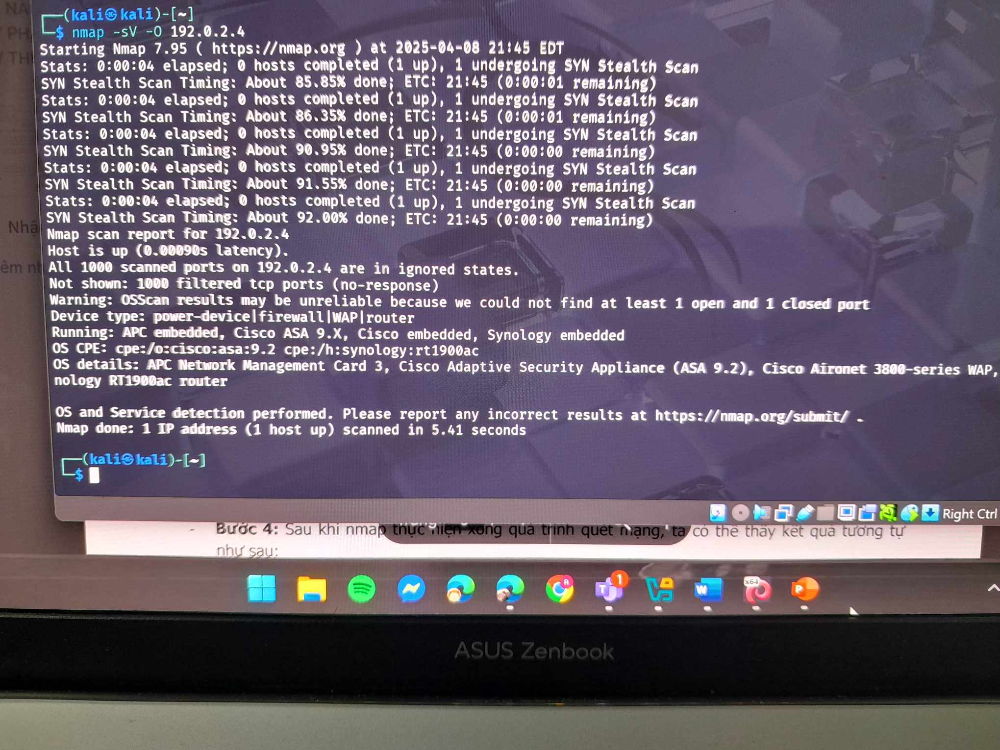 ┌──(kali㉿kali)-[~]
└─$ nmap -sV -O 192.0.2.4
Starting Nmap 7.95 ( https://nmap.org ) at 2025-04-08 21:45 EDT
Stats: 0:00:04 elapsed; 0 hosts completed (1 up), 1 undergoing SYN Stealth Scan
SYN Stealth Scan Timing: About 85.85% done; ETC: 21:45 (0:00:01 remaining)
Stats: 0:00:04 elapsed; 0 hosts completed (1 up), 1 undergoing SYN Stealth Scan
SYN Stealth Scan Timing: About 86.35% done; ETC: 21:45 (0:00:01 remaining)
Stats: 0:00:04 elapsed; 0 hosts completed (1 up), 1 undergoing SYN Stealth Scan
SYN Stealth Scan Timing: About 90.95% done; ETC: 21:45 (0:00:00 remaining)
Stats: 0:00:04 elapsed; 0 hosts completed (1 up), 1 undergoing SYN Stealth Scan
SYN Stealth Scan Timing: About 91.55% done; ETC: 21:45 (0:00:00 remaining)
Stats: 0:00:04 elapsed; 0 hosts completed (1 up), 1 undergoing SYN Stealth Scan
SYN Stealth Scan Timing: About 92.00% done; ETC: 21:45 (0:00:00 remaining)
Nmap scan report for 192.0.2.4
Host is up (0.00090s latency).
All 1000 scanned ports on 192.0.2.4 are in ignored states.
Not shown: 1000 filtered tcp ports (no-response)
Warning: OSScan results may be unreliable because we could not find at least 1 open and 1 closed port
Device type: power-device|firewall|WAP|router
Running: APC embedded, Cisco ASA 9.X, Cisco embedded, Synology embedded
OS CPE: cpe:/o:cisco:asa:9.2 cpe:/h:synology:rt1900ac
OS details: APC Network Management Card 3, Cisco Adaptive Security Appliance (ASA 9.2), Cisco Aironet 3800-series WAP,
nology RT1900ac router
OS and Service detection performed. Please report any incorrect results at https://nmap.org/submit/ .
Nmap done: 1 IP address (1 host up) scanned in 5.41 seconds
┌──(kali㉿kali)-[~]
└─$
Right Ctrl
- Bước 4: Sau khi nmap thực hiện xong quá trình quét mạng, ta có thể thấy kết quả tương tự
như sau:
1
x64
ASUS Zenbook